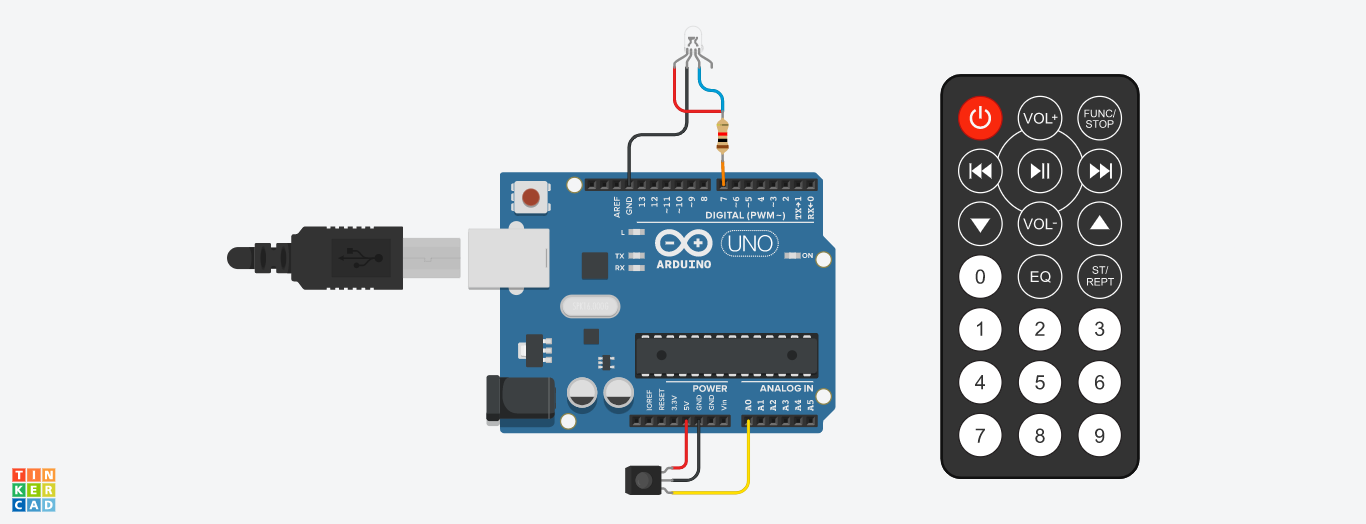 VOL+
FUNC/
STOP
VOL-
0
EQ
ST/
REPT
1
2
3
4
5
6
7
8
9
AREF
GND
13
12
~11
~10
~9
8
7
~6
~5
4
~3
2
TX→1
RX←0
DIGITAL (PWM~)
L
TX
RX
ARDUINO
UNO
ON
POWER
ANALOG IN
IOREF
RESET
3.3V
5V
GND
GND
Vin
A0
A1
A2
A3
A4
A5
TIN
KER
CAD